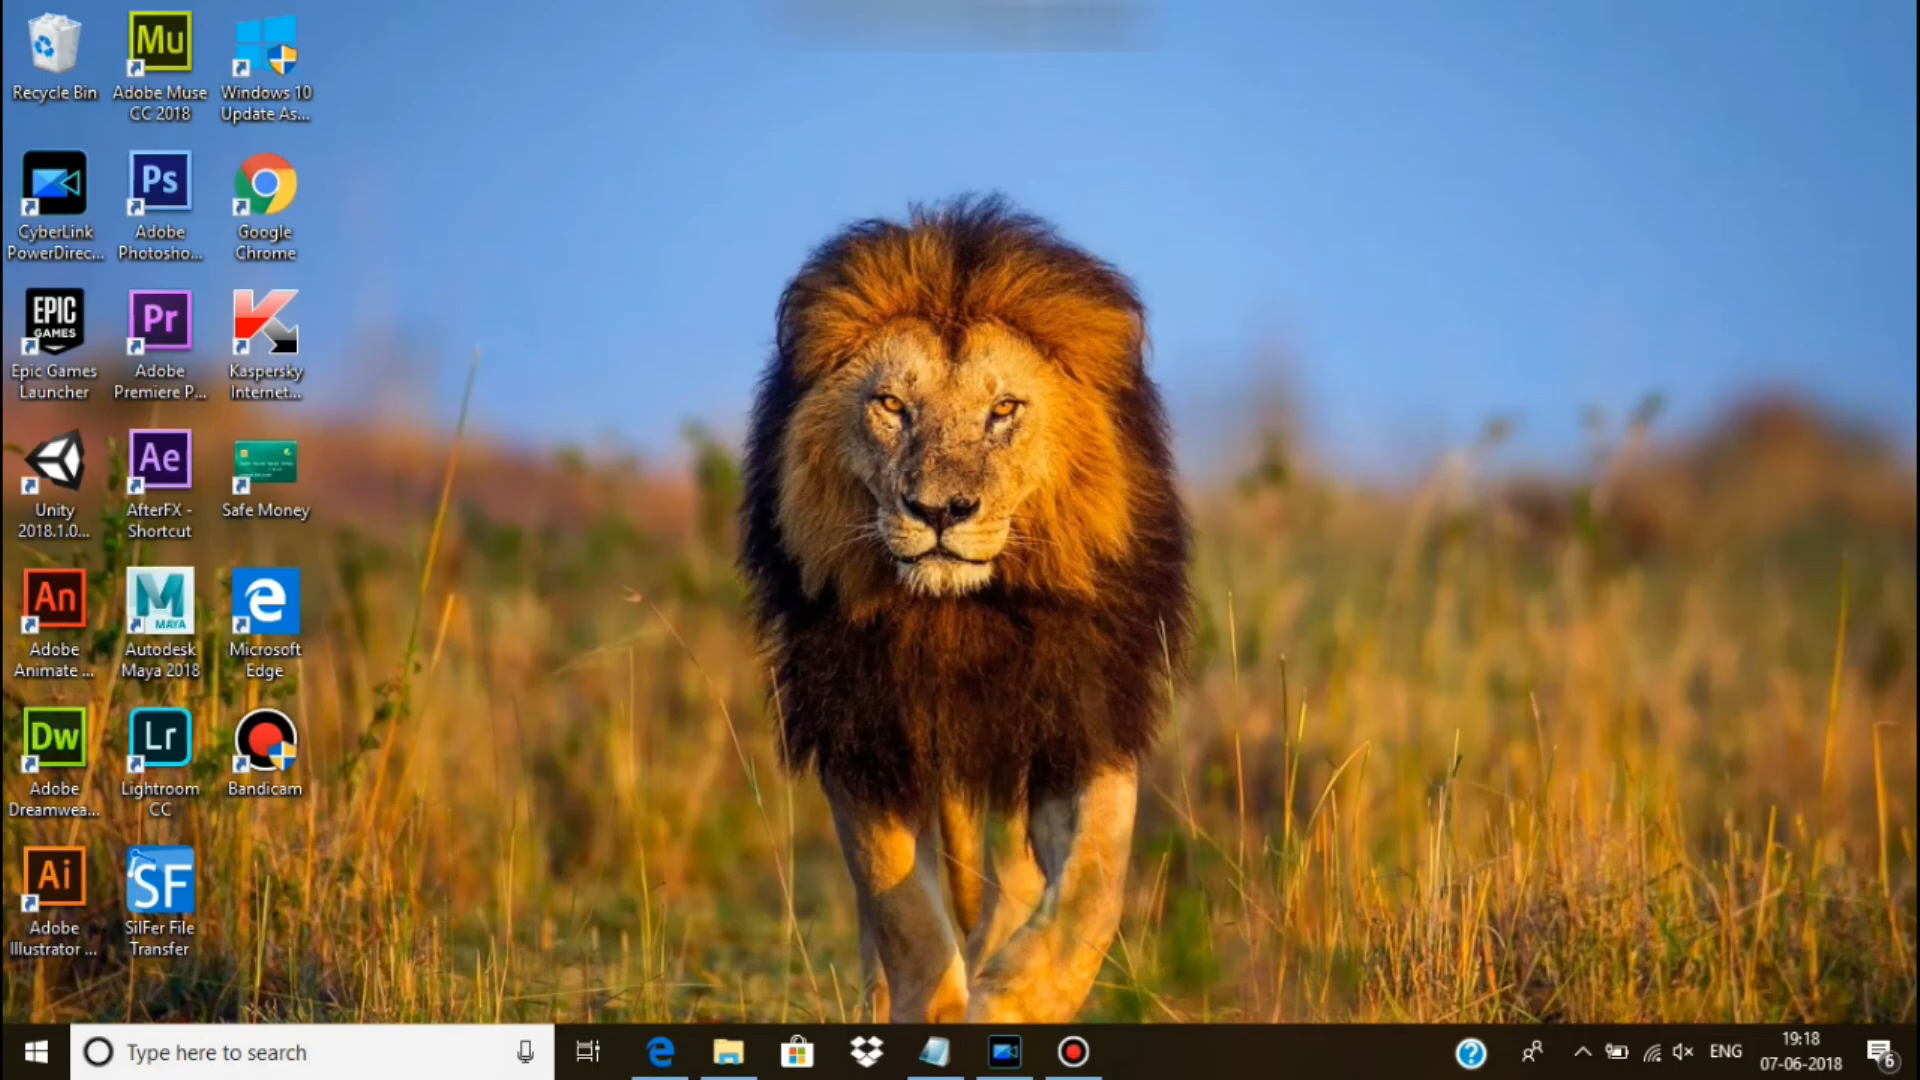 Recycle Bin
Mu
Adobe Muse
CC 2018
Windows 10
Update As...
CyberLink
PowerDirec...
Ps
Adobe
Photosho...
Google
Chrome
EPIC
GAMES
Epic Games
Launcher
Pr
Adobe
Premiere P...
Kaspersky
Internet...
Unity
2018.1.0...
Ae
AfterFX -
Shortcut
Safe Money
An
Adobe
Animate ...
M
MAYA
Autodesk
Maya 2018
Microsoft
Edge
Dw
Adobe
Dreamwea...
Lr
Lightroom
CC
Bandicam
Ai
Adobe
Illustrator ...
SF
SilFer File
Transfer
Type here to search
ENG
19:18
07-06-2018
6